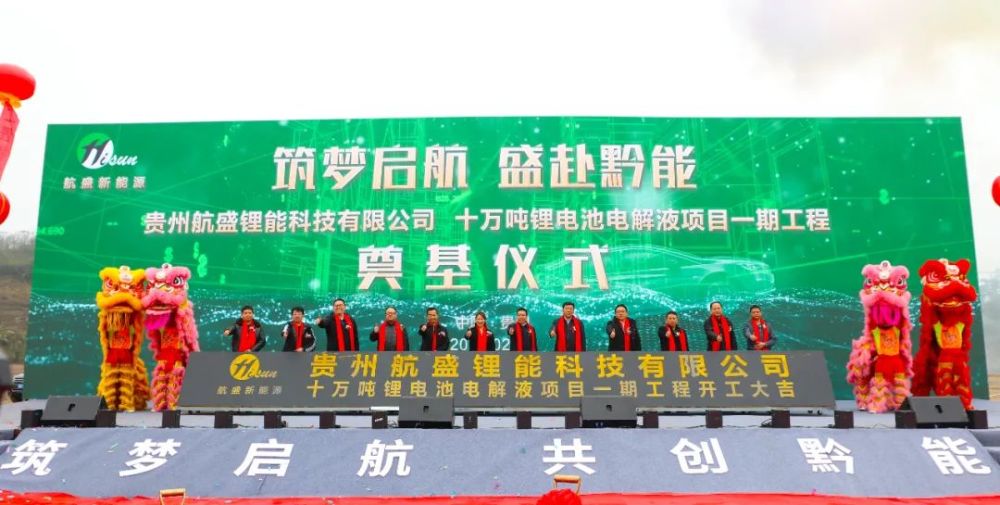 Hsun
航盛新能源
筑梦启航 盛赴黔能
贵州航盛锂能科技有限公司 十万吨锂电池电解液项目一期工程
奠基仪式
Hsun
航盛新能源
贵州航盛锂能科技有限公司
十万吨锂电池电解液项目一期工程开工大吉
筑梦启航 共创黔能